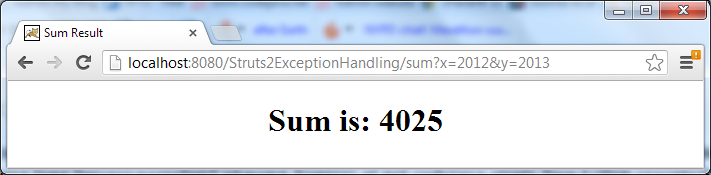 Sum Result
localhost:8080/Struts2ExceptionHandling/sum?x=2012&y=2013
Sum is: 4025